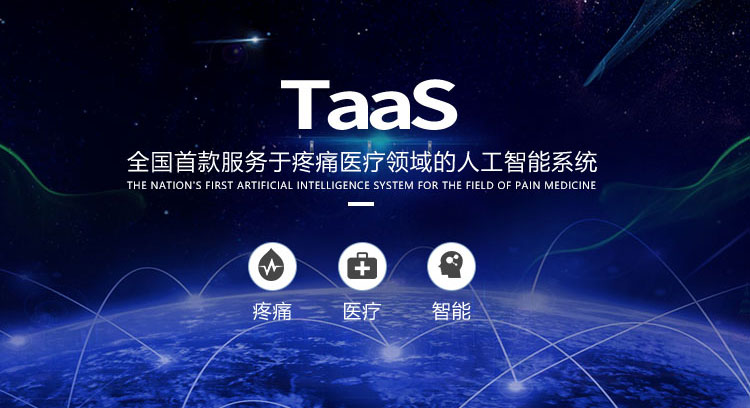 TaaS
全国首款服务于疼痛医疗领域的人工智能系统
THE NATION'S FIRST ARTIFICIAL INTELLIGENCE SYSTEM FOR THE FIELD OF PAIN MEDICINE
疼痛 医疗 智能